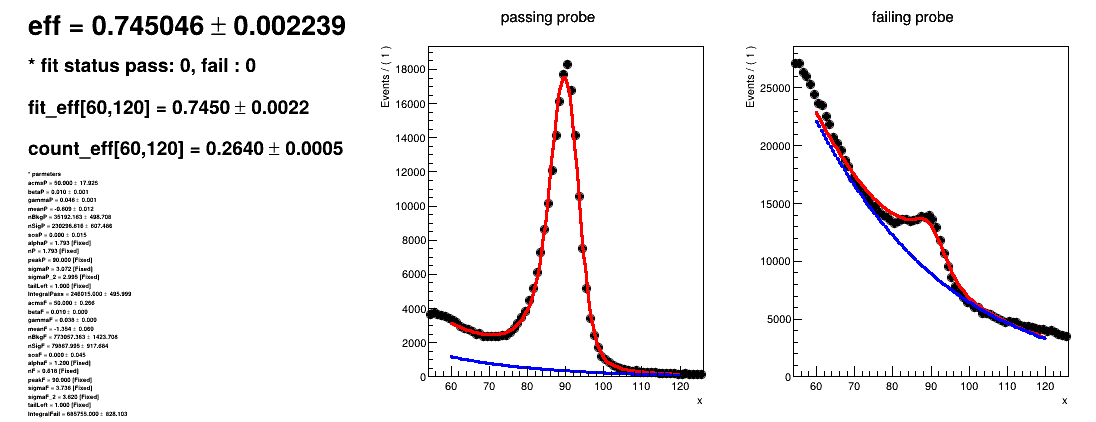 eff = 0.745046 ± 0.002239
* fit status pass: 0, fail : 0
fit_eff[60,120] = 0.7450 ± 0.0022
count_eff[60,120] = 0.2640 ± 0.0005
* parmeters
acmsP = 50.000 ± 17.925
betaP = 0.010 ± 0.001
gammaP = 0.046 ± 0.001
meanP = -0.609 ± 0.012
nBkgP = 35192.163 ± 498.708
nSigP = 230296.616 ± 607.486
sosP = 0.000 ± 0.015
alphaP = 1.793 [Fixed]
nP = 1.793 [Fixed]
peakP = 90.000 [Fixed]
sigmaP = 3.072 [Fixed]
sigmaP_2 = 2.995 [Fixed]
tailLeft = 1.000 [Fixed]
IntegralPass = 246015.000 ± 495.999
acmsF = 50.000 ± 0.266
betaF = 0.010 ± 0.009
gammaF = 0.038 ± 0.009
meanF = -1.354 ± 0.069
nBkgF = 773057.363 ± 1423.708
nSigF = 79867.995 ± 917.684
sosF = 0.000 ± 0.045
alphaF = 1.200 [Fixed]
nF = 0.616 [Fixed]
peakF = 90.000 [Fixed]
sigmaF = 3.736 [Fixed]
sigmaF_2 = 3.620 [Fixed]
tailLeft = 1.000 [Fixed]
IntegralFail = 685755.000 ± 828.103
passing probe
Events / ( 1 )
18000
16000
14000
12000
10000
8000
6000
4000
2000
0
60 70 80 90 100 110 120
x
failing probe
Events / ( 1 )
25000
20000
15000
10000
5000
0
60 70 80 90 100 110 120
x